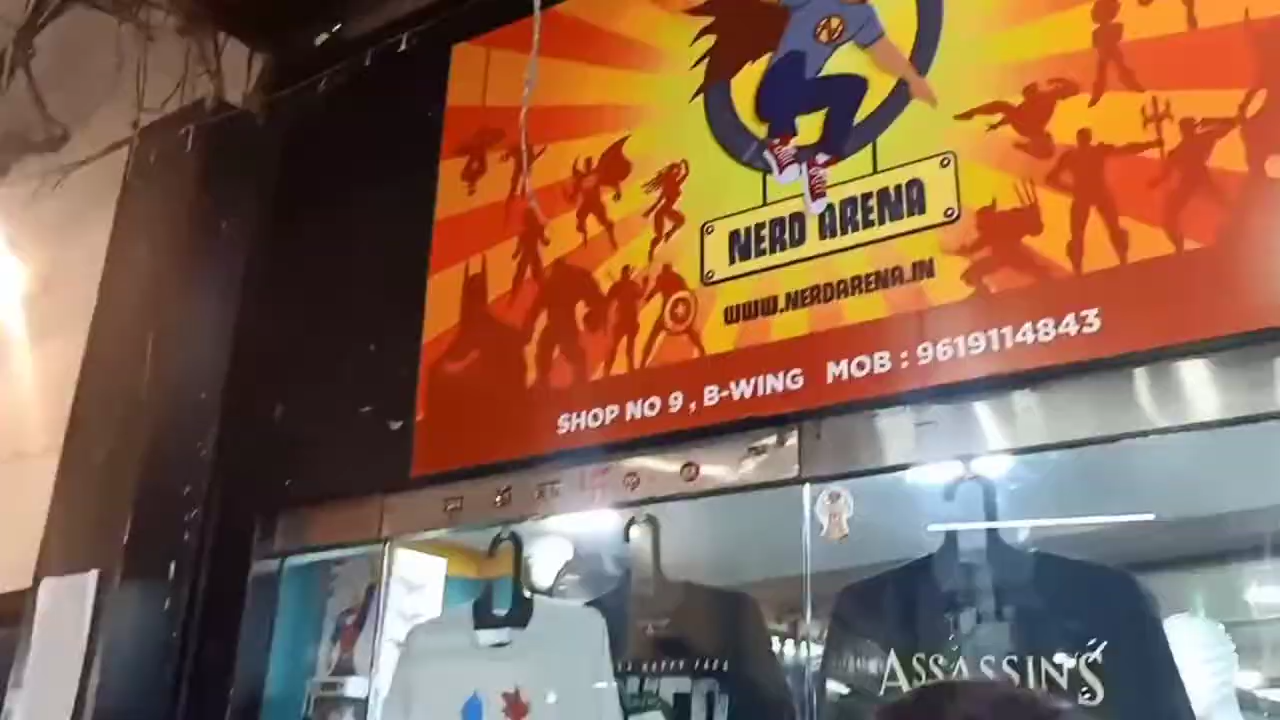 NERD ARENA
WWW.NERDARENA.IN
SHOP NO 9, B-WING MOB : 9619114843
ASSASSIN'S